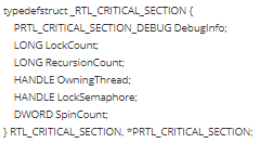 typedefstruct _RTL_CRITICAL_SECTION {
PRTL_CRITICAL_SECTION_DEBUG DebugInfo;
LONG LockCount;
LONG RecursionCount;
HANDLE OwningThread;
HANDLE LockSemaphore;
DWORD SpinCount;
} RTL_CRITICAL_SECTION, *PRTL_CRITICAL_SECTION;